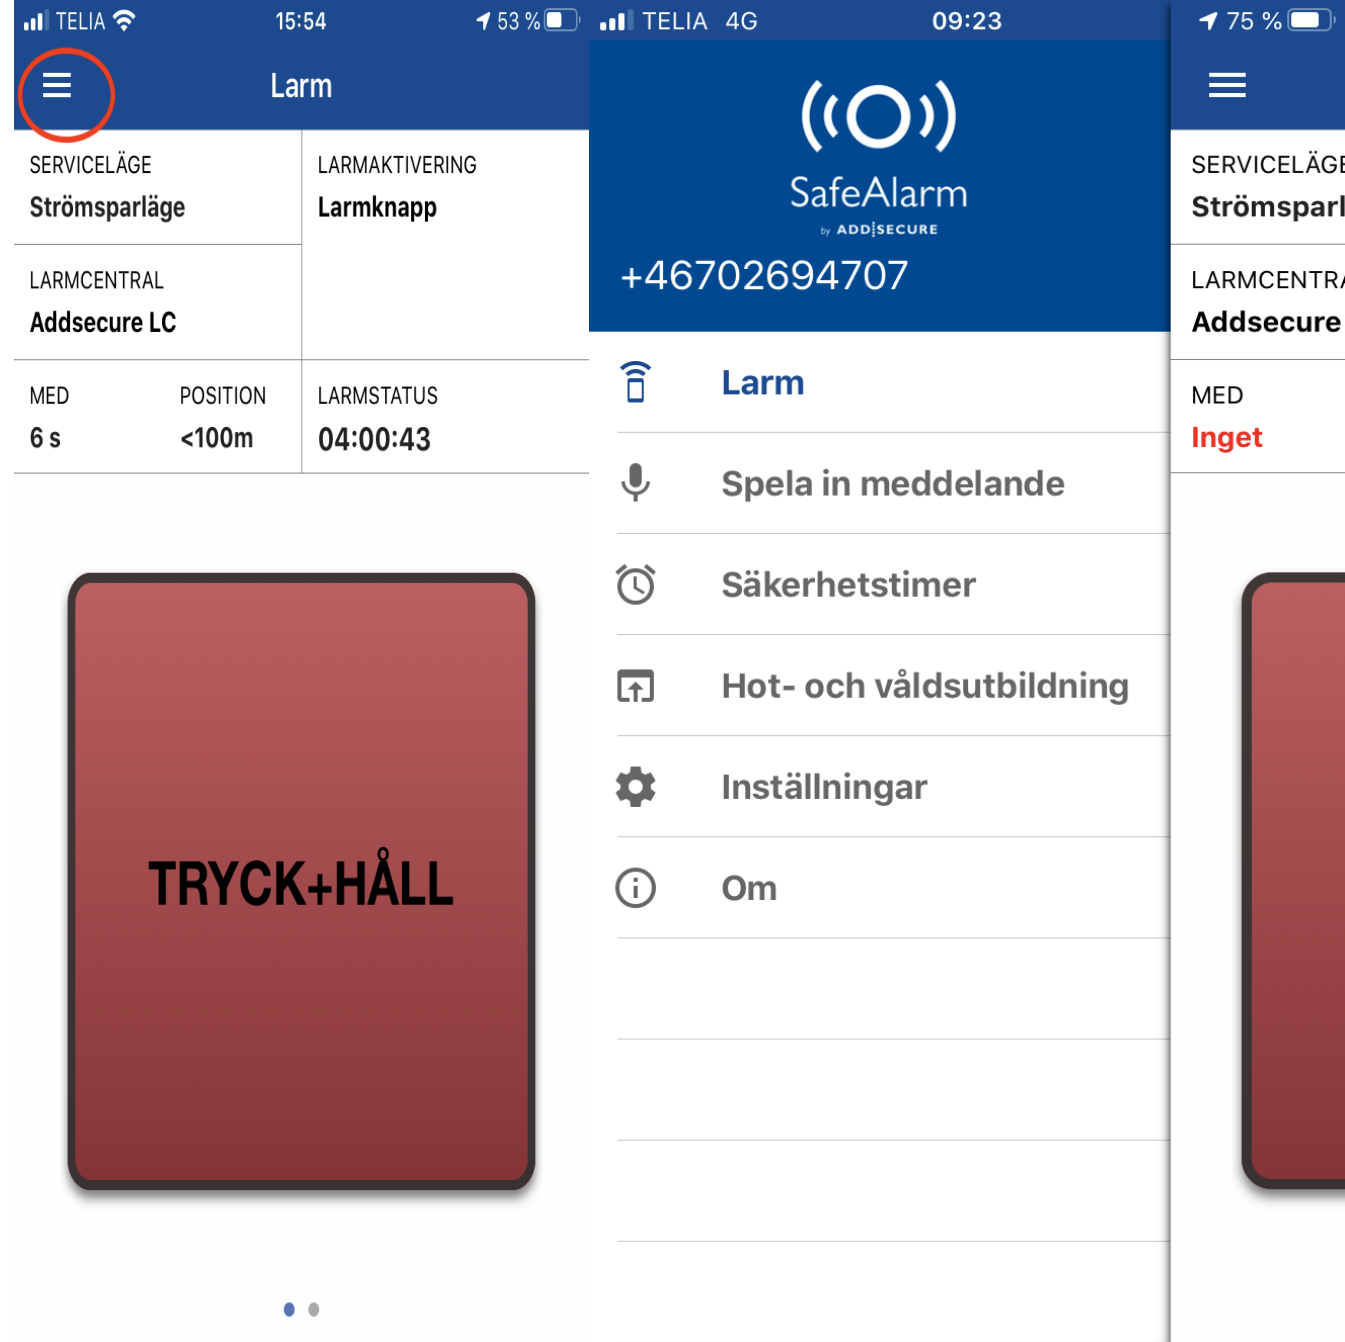 TELIA 15:54 53 %
Larm
SERVICELÄGE
Strömsparläge
LARMAKTIVERING
Larmknapp
LARMCENTRAL
Addsecure LC
MED
6 s
POSITION
<100m
LARMSTATUS
04:00:43
TRYCK+HÅLL
TELIA 4G 09:23 75 %
SafeAlarm
by ADDSECURE
+46702694707
Larm
Spela in meddelande
Säkerhetstimer
Hot- och våldsutbildning
Inställningar
Om
SERVICELÄGE
Strömsparl
LARMCENTRA
Addsecure
MED
Inget